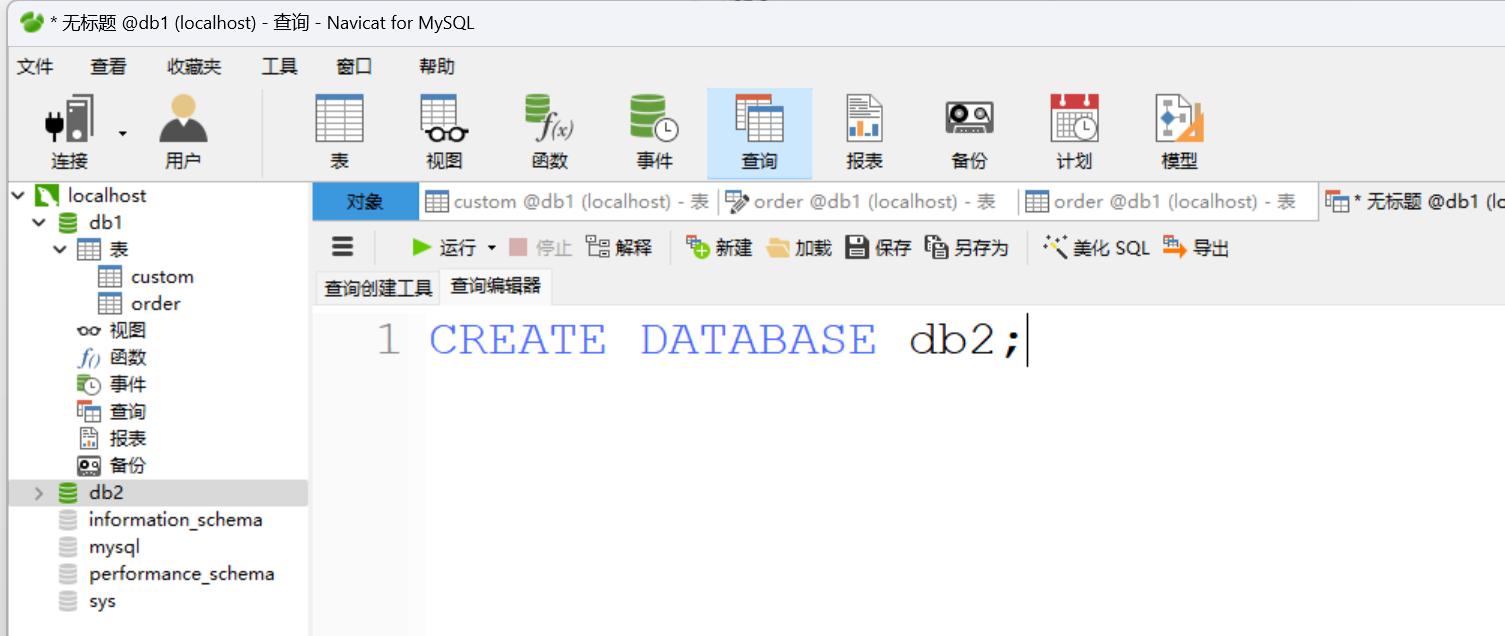 * 无标题 @db1 (localhost) - 查询 - Navicat for MySQL
文件 查看 收藏夹 工具 窗口 帮助
连接 用户 表 视图 函数 事件 查询 报表 备份 计划 模型
对象 custom @db1 (localhost) - 表 order @db1 (localhost) - 表 order @db1 (localhost) - 表 * 无标题 @db1 (lo
运行 停止 解释 新建 加载 保存 另存为 美化 SQL 导出
查询创建工具 查询编辑器
1 CREATE DATABASE db2;
localhost
db1
表
custom
order
视图
函数
事件
查询
报表
备份
db2
information_schema
mysql
performance_schema
sys